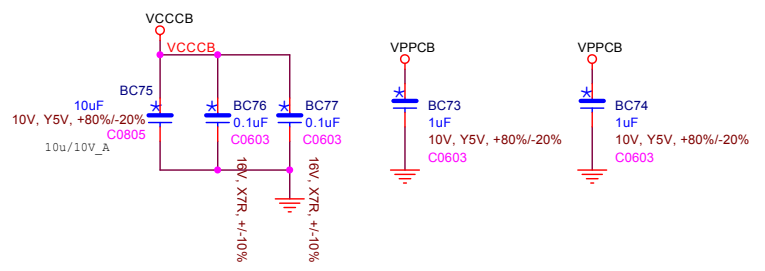 VCCCB
VCCCB
BC75
10uF
10V, Y5V, +80%/-20%
C0805
10u/10V_A
BC76
0.1uF
C0603
16V, X7R, +/-10%
BC77
0.1uF
C0603
16V, X7R, +/-10%
VPPCB
BC73
1uF
10V, Y5V, +80%/-20%
C0603
VPPCB
BC74
1uF
10V, Y5V, +80%/-20%
C0603